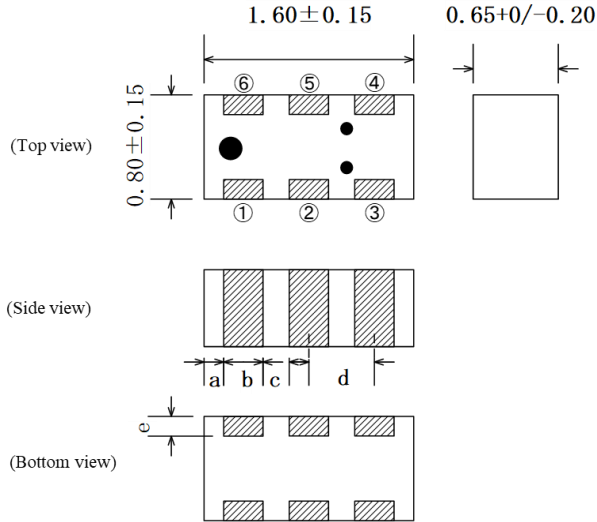 1.60±0.15
0.65+0/-0.20
⑥ ⑤ ④
0.80±0.15
(Top view)
① ② ③
(Side view)
a b c d
e
(Bottom view)